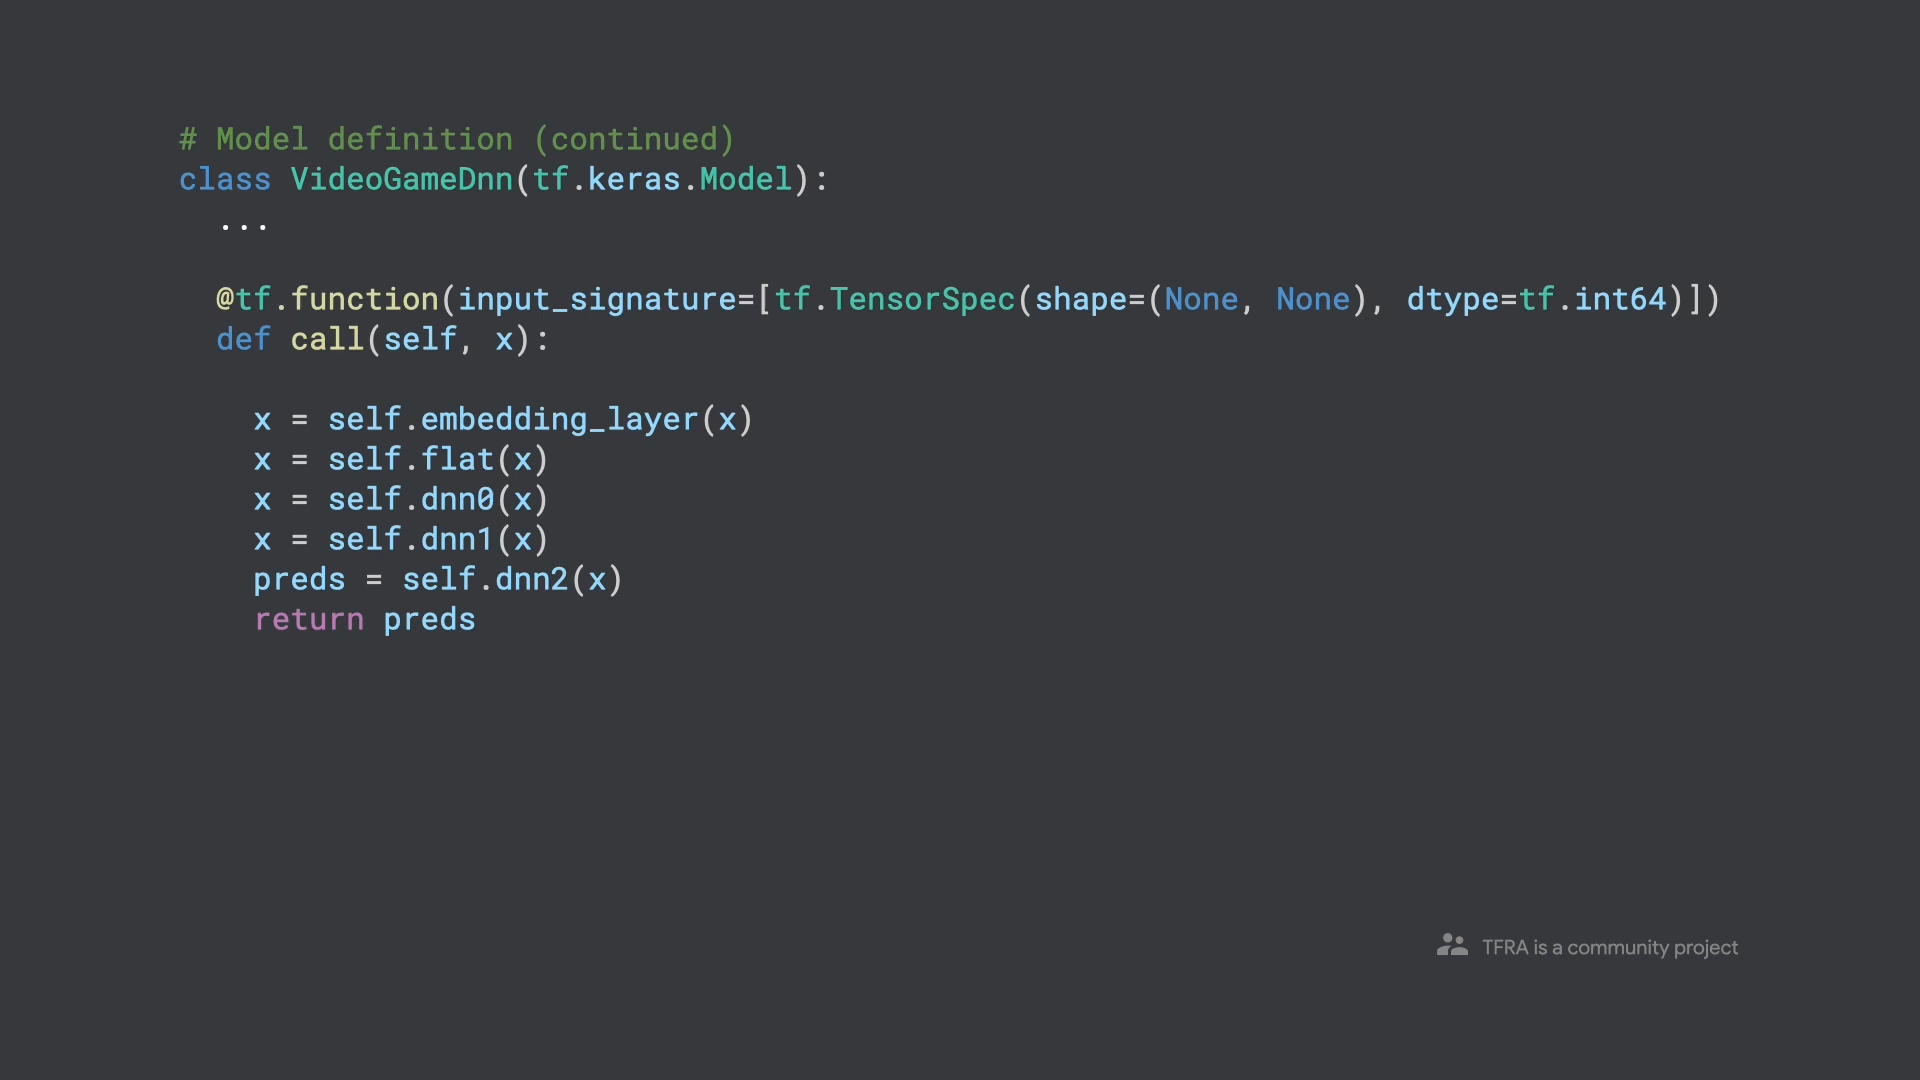 # Model definition (continued)
class VideoGameDnn(tf.keras.Model):
  ...
  @tf.function(input_signature=[tf.TensorSpec(shape=(None, None), dtype=tf.int64)])
  def call(self, x):
    x = self.embedding_layer(x)
    x = self.flat(x)
    x = self.dnn0(x)
    x = self.dnn1(x)
    preds = self.dnn2(x)
    return preds
TFRA is a community project